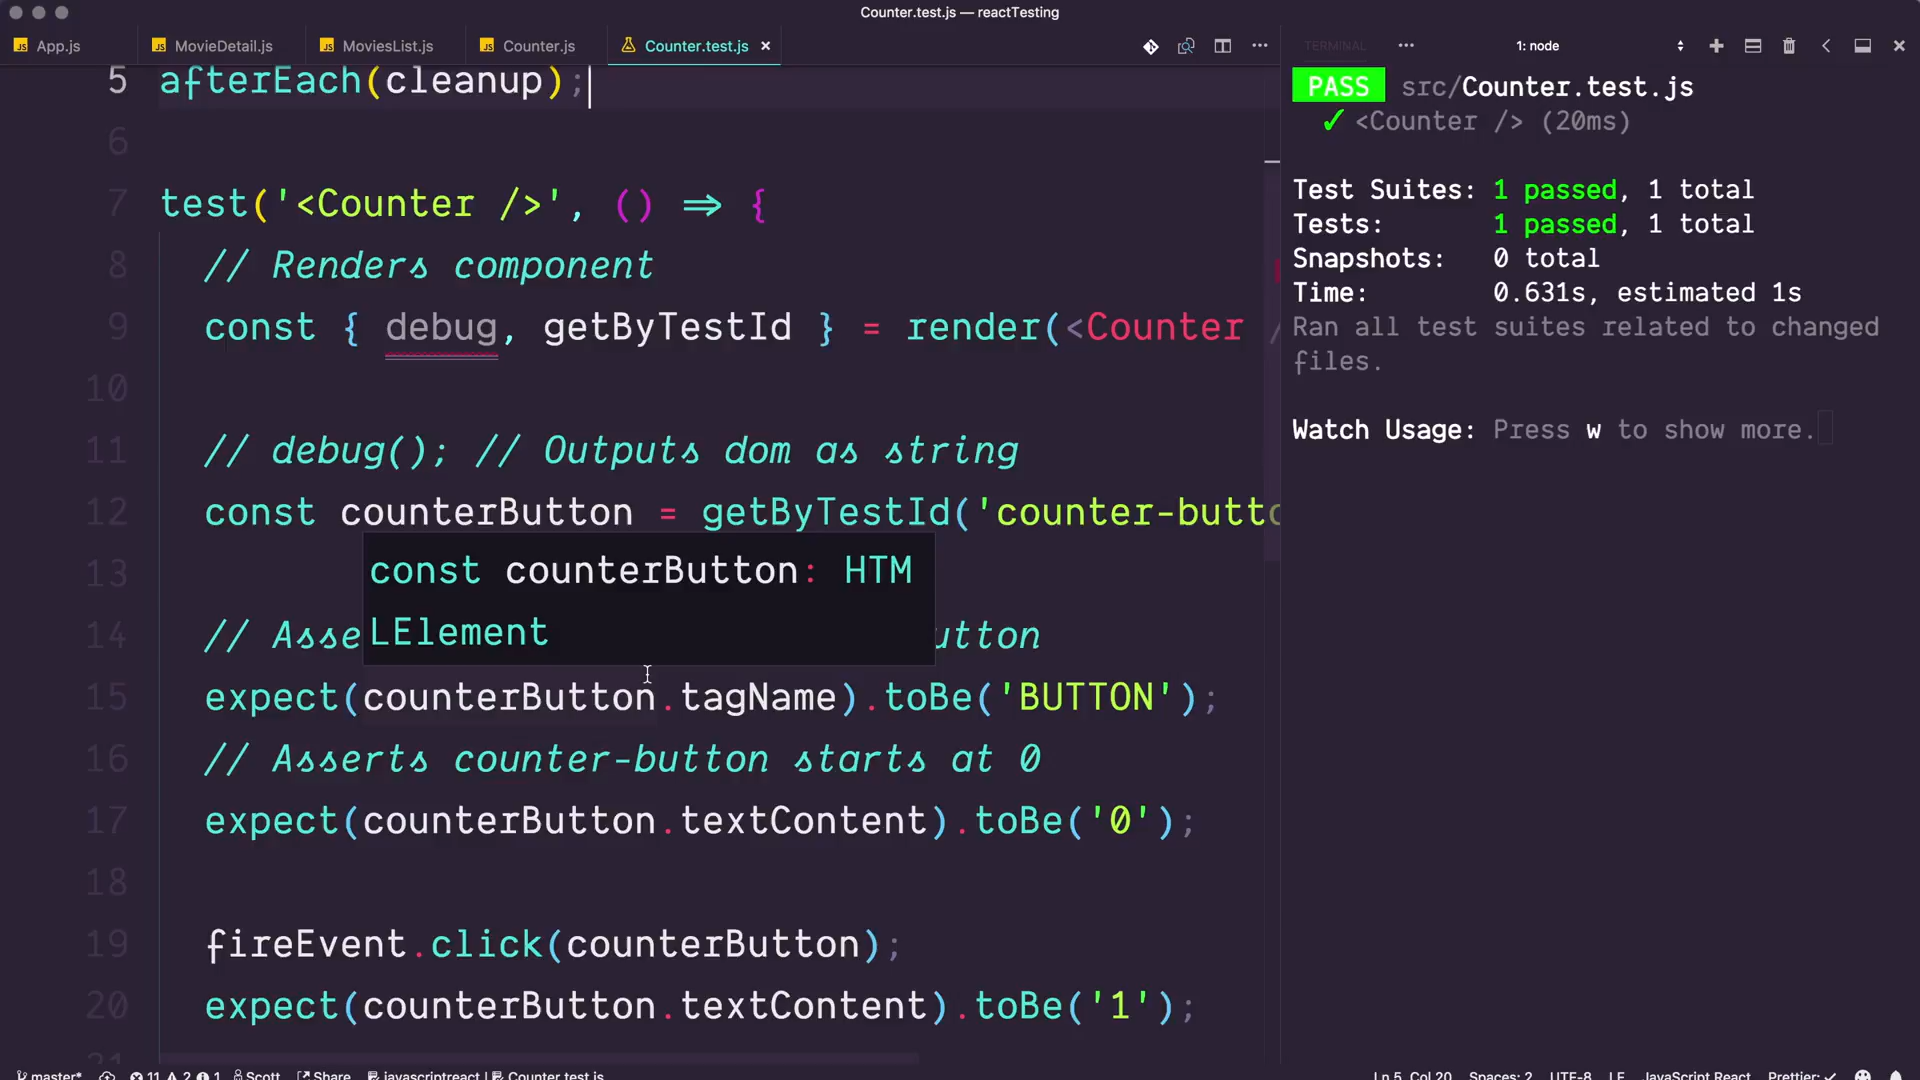 Counter.test.js — reactTesting
App.js
MovieDetail.js
MoviesList.js
Counter.js
Counter.test.js
TERMINAL
1: node
5 afterEach(cleanup);
6
7 test('<Counter />', () => {
8 // Renders component
9 const { debug, getByTestId } = render(<Counter /
10
11 // debug(); // Outputs dom as string
12 const counterButton = getByTestId('counter-butto
13
const counterButton: HTM
LElement
14 // Asse utton
15 expect(counterButton.tagName).toBe('BUTTON');
16 // Asserts counter-button starts at 0
17 expect(counterButton.textContent).toBe('0');
18
19 fireEvent.click(counterButton);
20 expect(counterButton.textContent).toBe('1');
21
PASS src/Counter.test.js
✓ <Counter /> (20ms)
Test Suites: 1 passed, 1 total
Tests: 1 passed, 1 total
Snapshots: 0 total
Time: 0.631s, estimated 1s
Ran all test suites related to changed
files.
Watch Usage: Press w to show more.
master* 11 2 1 Scott Share javascriptreact | Counter.test.js Ln 5, Col 20 Spaces: 2 UTF-8 LF JavaScript React Prettier: ✓